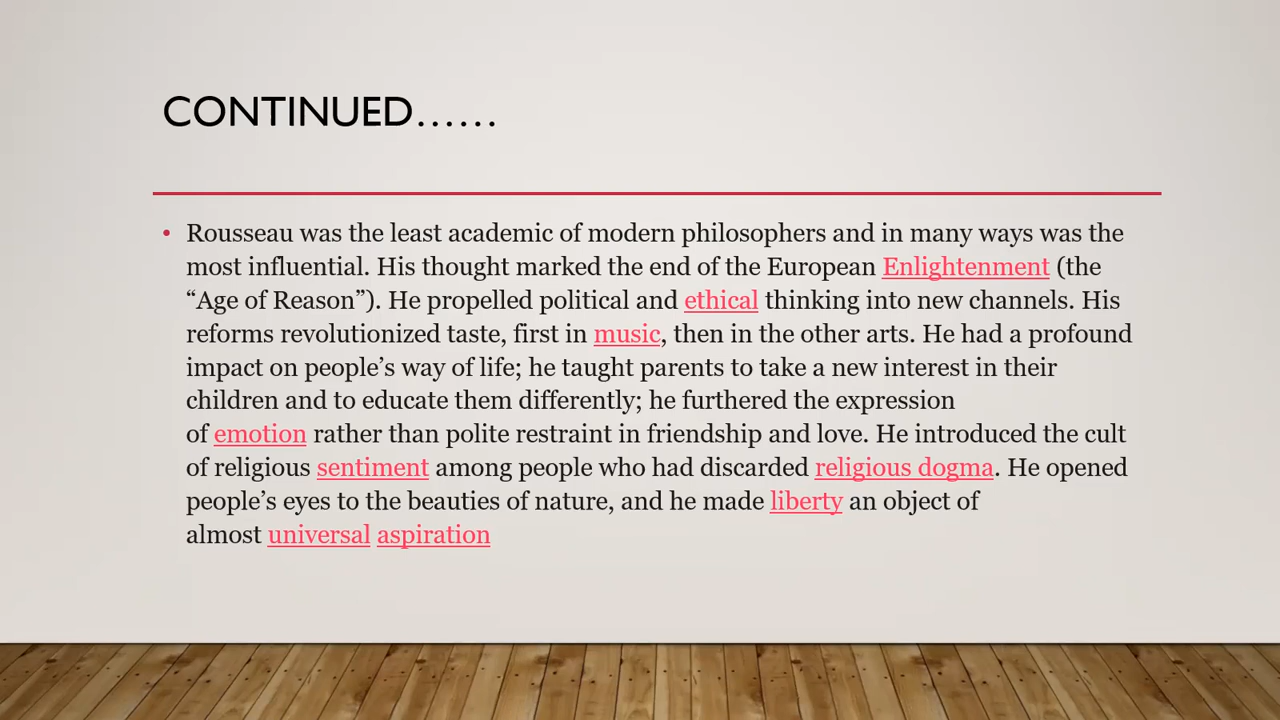 CONTINUED......
• Rousseau was the least academic of modern philosophers and in many ways was the
most influential. His thought marked the end of the European Enlightenment (the
“Age of Reason”). He propelled political and ethical thinking into new channels. His
reforms revolutionized taste, first in music, then in the other arts. He had a profound
impact on people’s way of life; he taught parents to take a new interest in their
children and to educate them differently; he furthered the expression
of emotion rather than polite restraint in friendship and love. He introduced the cult
of religious sentiment among people who had discarded religious dogma. He opened
people’s eyes to the beauties of nature, and he made liberty an object of
almost universal aspiration